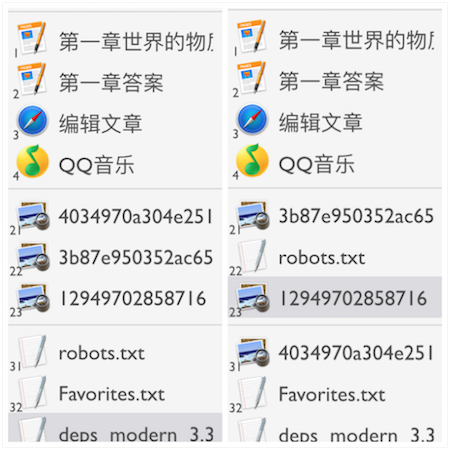 1 第一章世界的物质
2 第一章答案
3 编辑文章
4 QQ音乐
21 4034970a304e251
22 3b87e950352ac65
23 12949702858716
31 robots.txt
32 Favorites.txt
deps_modern_3.3
1 第一章世界的物质
2 第一章答案
3 编辑文章
4 QQ音乐
21 3b87e950352ac65
22 robots.txt
23 12949702858716
31 4034970a304e251
32 Favorites.txt
deps_modern_3.3